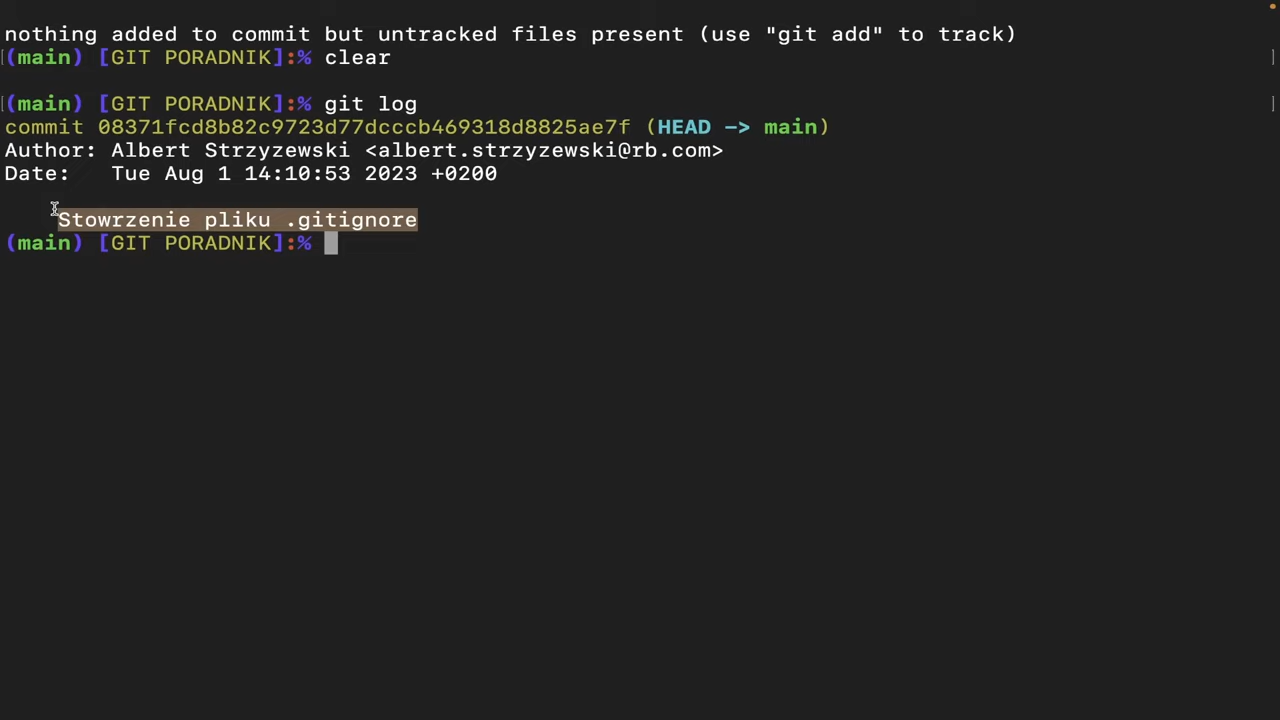 nothing added to commit but untracked files present (use "git add" to track)
(main) [GIT PORADNIK]:% clear
(main) [GIT PORADNIK]:% git log
commit 08371fcd8b82c9723d77dcccb469318d8825ae7f (HEAD -> main)
Author: Albert Strzyzewski <albert.strzyzewski@rb.com>
Date:   Tue Aug 1 14:10:53 2023 +0200
Stowrzenie pliku .gitignore
(main) [GIT PORADNIK]:%